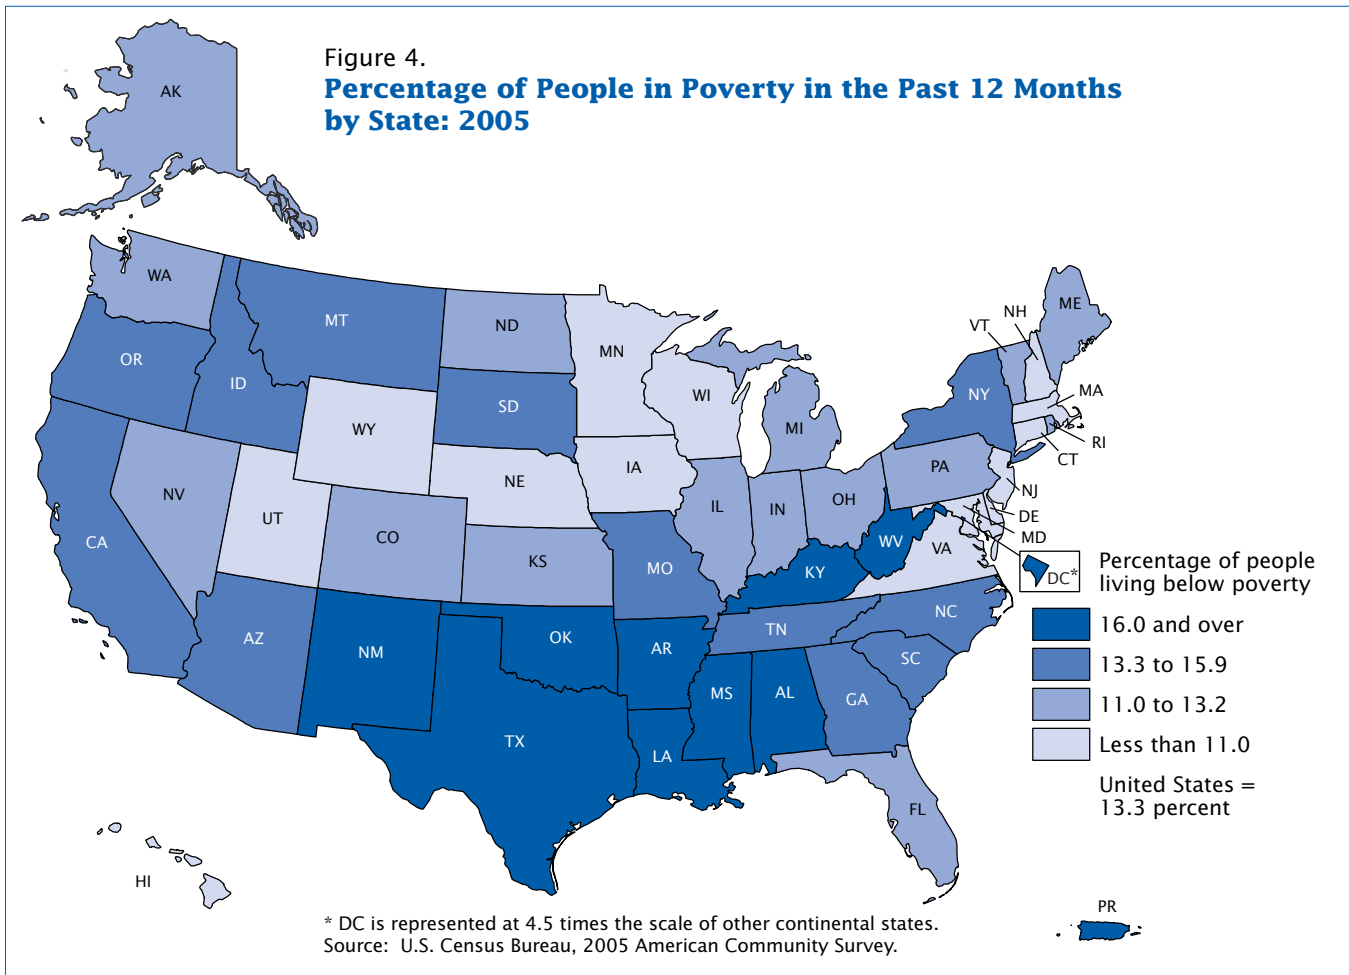 Figure 4.
Percentage of People in Poverty in the Past 12 Months
by State: 2005
AK
WA
MT
ND
MN
OR
ID
SD
WI
MI
WY
NE
IA
NV
UT
CO
KS
CA
AZ
NM
OK
TX
MO
AR
LA
IL
IN
OH
KY
WV
TN
MS
AL
GA
SC
NC
FL
VA
PA
NY
VT
NH
ME
MA
RI
CT
NJ
DE
MD
DC*
HI
PR
Percentage of people
living below poverty
16.0 and over
13.3 to 15.9
11.0 to 13.2
Less than 11.0
United States =
13.3 percent
* DC is represented at 4.5 times the scale of other continental states.
Source: U.S. Census Bureau, 2005 American Community Survey.